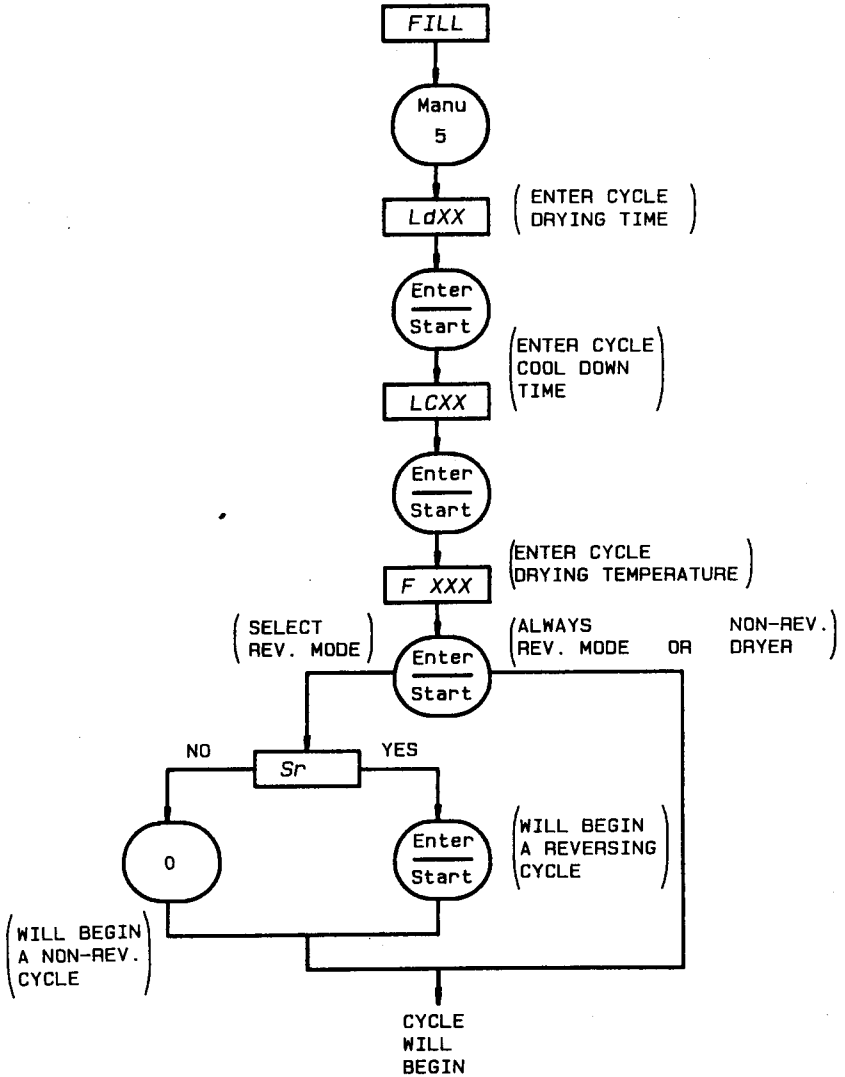 FILL
Manu
5
LdXX
(ENTER CYCLE
DRYING TIME)
Enter
Start
(ENTER CYCLE
COOL DOWN
TIME)
LCXX
Enter
Start
(ENTER CYCLE
DRYING TEMPERATURE)
F XXX
(SELECT
REV. MODE)
Enter
Start
(ALWAYS NON-REV.
REV. MODE OR DRYER)
NO
Sr
YES
0
Enter
Start
(WILL BEGIN
A REVERSING
CYCLE)
(WILL BEGIN
A NON-REV.
CYCLE)
CYCLE
WILL
BEGIN